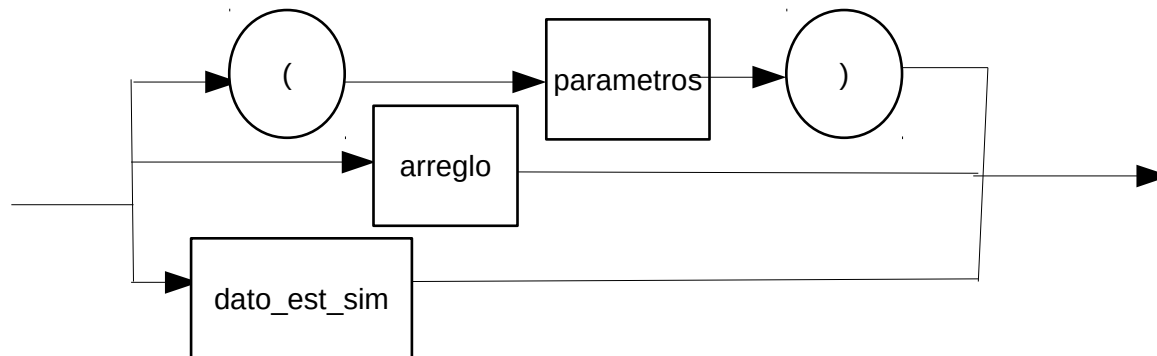 ( parametros )
arreglo
dato_est_sim